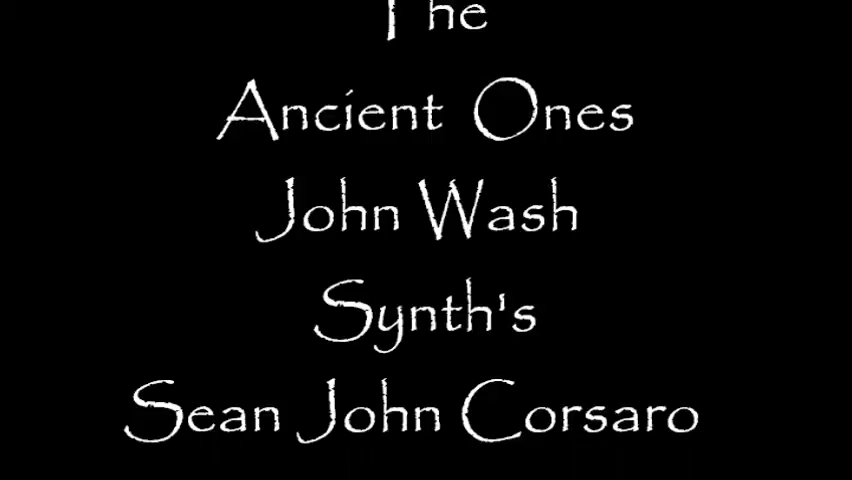 The
Ancient Ones
John Wash
Synth's
Sean John Corsaro